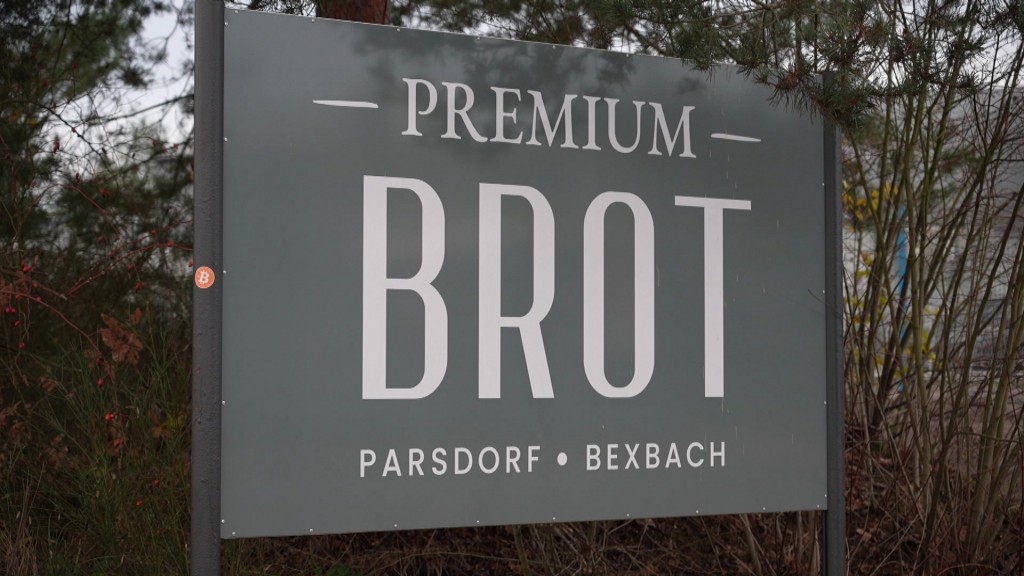 PREMIUM
BROT
PARSDORF • BEXBACH